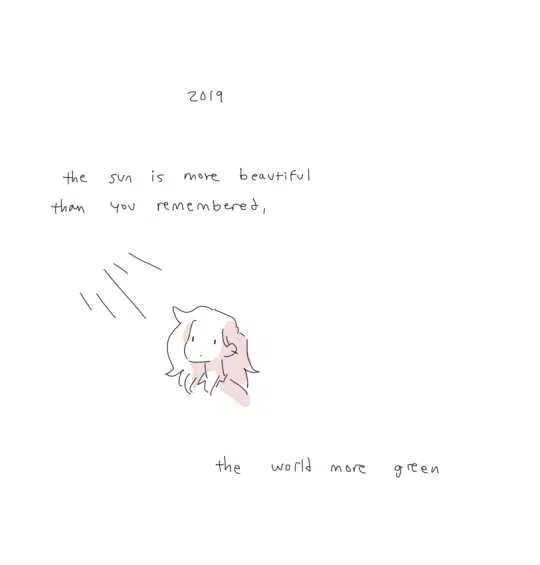 2019
the sun is more beautiful
than you remembered,
the world more green